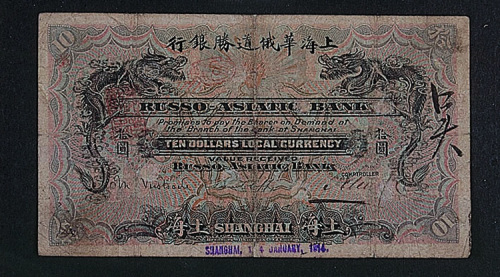 行銀勝道俄華海上
10 拾
RUSSO-ASIATIC BANK
Promises to pay the Bearer on Demand at
the Branch of the Bank at SHANGHAI
TEN DOLLARS LOCAL CURRENCY
拾圓 拾圓
VALUE RECEIVED
RUSSO-ASIATIC BANK
COMPTROLLER
海上 SHANGHAI 海上
10
SHANGHAI, JANUARY, 1914.